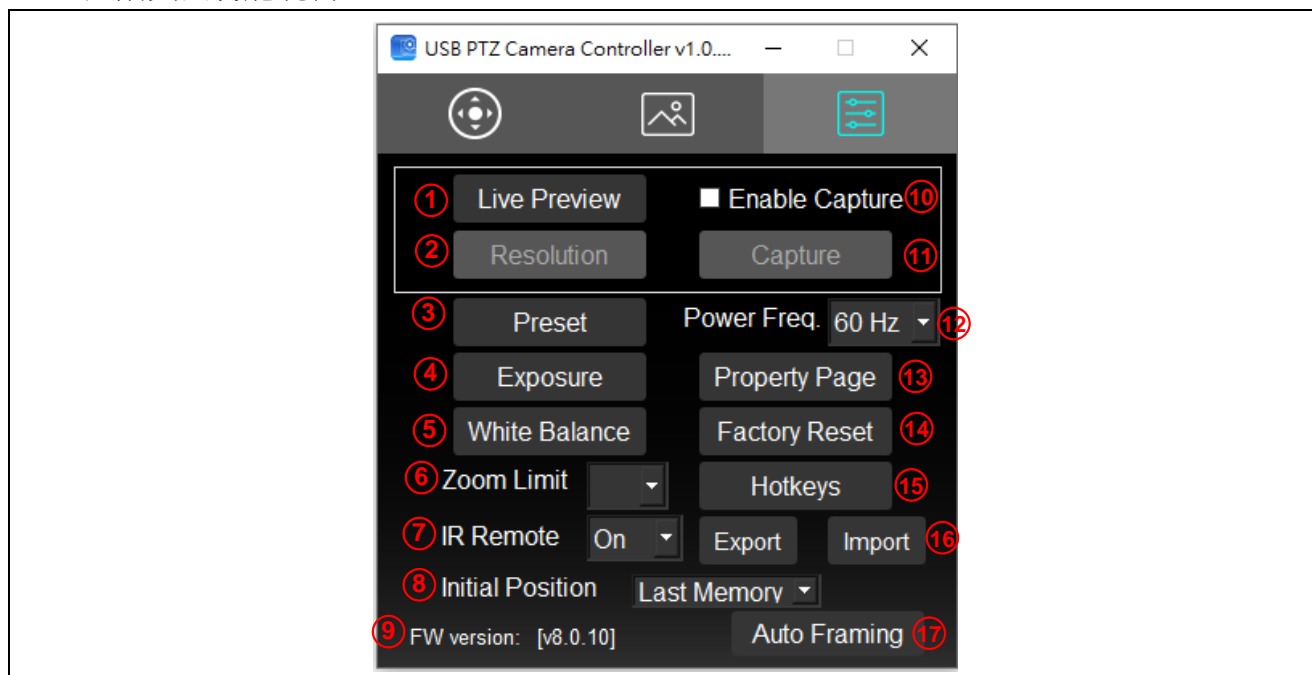 USB PTZ Camera Controller v1.0....
1 Live Preview Enable Capture 10
2 Resolution Capture 11
3 Preset Power Freq. 60 Hz 12
4 Exposure Property Page 13
5 White Balance Factory Reset 14
6 Zoom Limit Hotkeys 15
7 IR Remote On Export Import 16
8 Initial Position Last Memory
9 FW version: [v8.0.10] Auto Framing 17